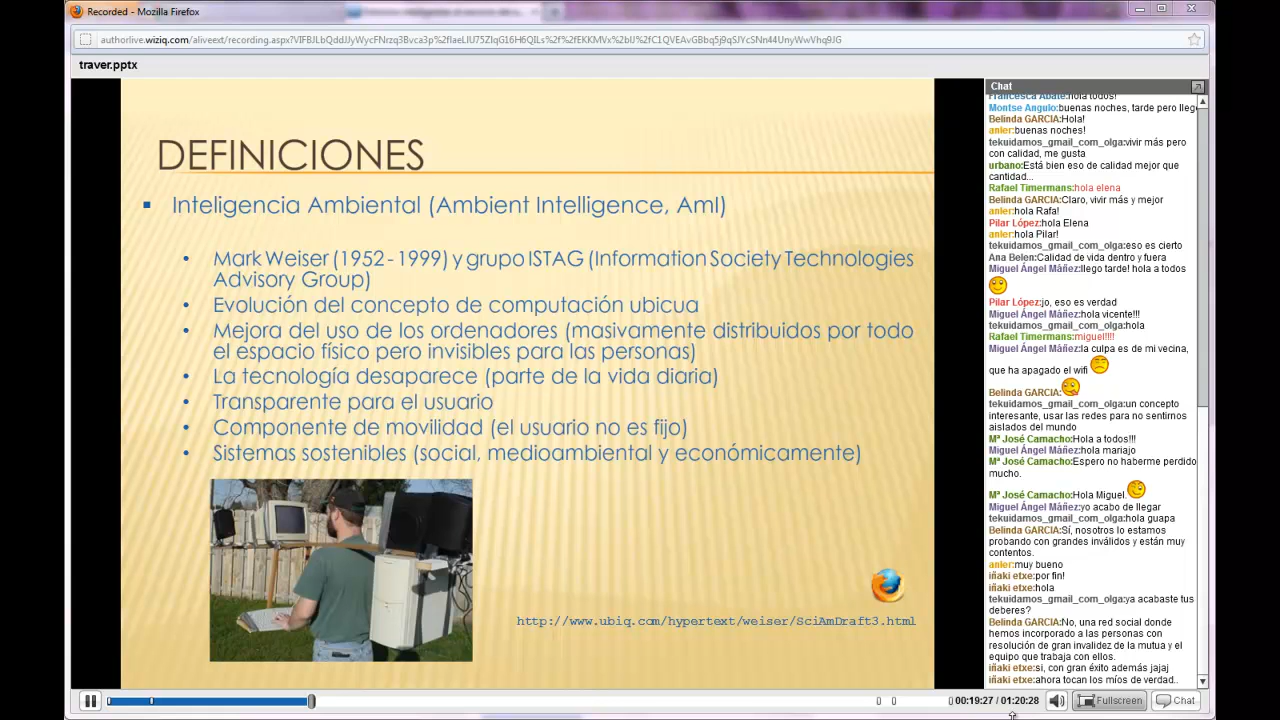 Recorded - Mozilla Firefox
traver.pptx
DEFINICIONES
Inteligencia Ambiental (Ambient Intelligence, AmI)
Mark Weiser (1952 - 1999) y grupo ISTAG (Information Society Technologies
Advisory Group)
Evolución del concepto de computación ubicua
Mejora del uso de los ordenadores (masivamente distribuidos por todo
el espacio físico pero invisibles para las personas)
La tecnología desaparece (parte de la vida diaria)
Transparente para el usuario
Componente de movilidad (el usuario no es fijo)
Sistemas sostenibles (social, medioambiental y económicamente)
http://www.ubiq.com/hypertext/weiser/SciAmDraft3.html
Chat
Francesca Abate:hola todos!
Montse Angulo:buenas noches, tarde pero lleg
Belinda GARCIA:Hola!
anler:buenas noches!
tekuidamos_gmail_com_olga:vivir más pero
con calidad, me gusta
urbano:Está bien eso de calidad mejor que
cantidad...
Rafael Timermans:hola elena
Belinda GARCIA:Claro, vivir más y mejor
anler:hola Rafa!
Pilar López:hola Elena
anler:hola Pilar!
tekuidamos_gmail_com_olga:eso es cierto
Ana Belen:Calidad de vida dentro y fuera
Miguel Ángel Máñez:llego tarde! hola a todos
Pilar López:jo, eso es verdad
Miguel Ángel Máñez:hola vicente!!!
tekuidamos_gmail_com_olga:hola
Rafael Timermans:miguel!!!!
Miguel Ángel Máñez:la culpa es de mi vecina,
que ha apagado el wifi
Belinda GARCIA:
tekuidamos_gmail_com_olga:un concepto
interesante, usar las redes para no sentirnos
aislados del mundo
Mª José Camacho:Hola a todos!!!
Miguel Ángel Máñez:hola mariajo
Mª José Camacho:Espero no haberme perdido
mucho.
Mª José Camacho:Hola Miguel.
Miguel Ángel Máñez:yo acabo de llegar
tekuidamos_gmail_com_olga:hola guapa
Belinda GARCIA:Sí, nosotros lo estamos
probando con grandes inválidos y están muy
contentos.
anler:muy bueno
iñaki etxe:por fin!
iñaki etxe:hola
tekuidamos_gmail_com_olga:ya acabaste tus
deberes?
Belinda GARCIA:No, una red social donde
hemos incorporado a las personas con
resolución de gran invalidez de la mutua y el
equipo que trabaja con ellos.
iñaki etxe:si, con gran éxito además jajaj
iñaki etxe:ahora tocan los míos de verdad..
00:19:27 / 01:20:28
Fullscreen
Chat